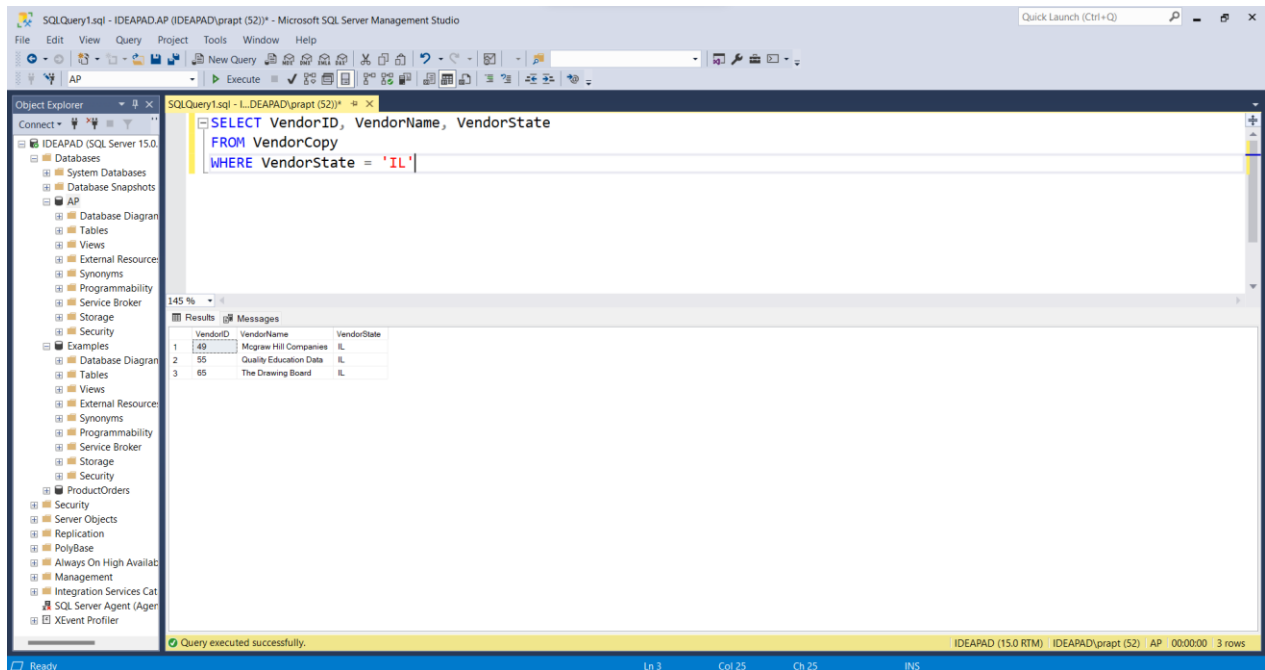 SQLQuery1.sql - IDEAPAD.AP (IDEAPAD\prapt (52))* - Microsoft SQL Server Management Studio
Quick Launch (Ctrl+Q)
File Edit View Query Project Tools Window Help
New Query
AP
Execute
Object Explorer
SQLQuery1.sql - I...DEAPAD\prapt (52))*
Connect
IDEAPAD (SQL Server 15.0.
Databases
System Databases
Database Snapshots
AP
Database Diagran
Tables
Views
External Resource
Synonyms
Programmability
Service Broker
Storage
Security
Examples
Database Diagran
Tables
Views
External Resource
Synonyms
Programmability
Service Broker
Storage
Security
ProductOrders
Security
Server Objects
Replication
PolyBase
Always On High Availab
Management
Integration Services Cat
SQL Server Agent (Agen
XEvent Profiler
SELECT VendorID, VendorName, VendorState
FROM VendorCopy
WHERE VendorState = 'IL'
145 %
Results Messages
VendorID VendorName VendorState
1 49 Mcgraw Hill Companies IL
2 55 Quality Education Data IL
3 65 The Drawing Board IL
Query executed successfully.
IDEAPAD (15.0 RTM) IDEAPAD\prapt (52) AP 00:00:00 3 rows
Ready Ln 3 Col 25 Ch 25 INS